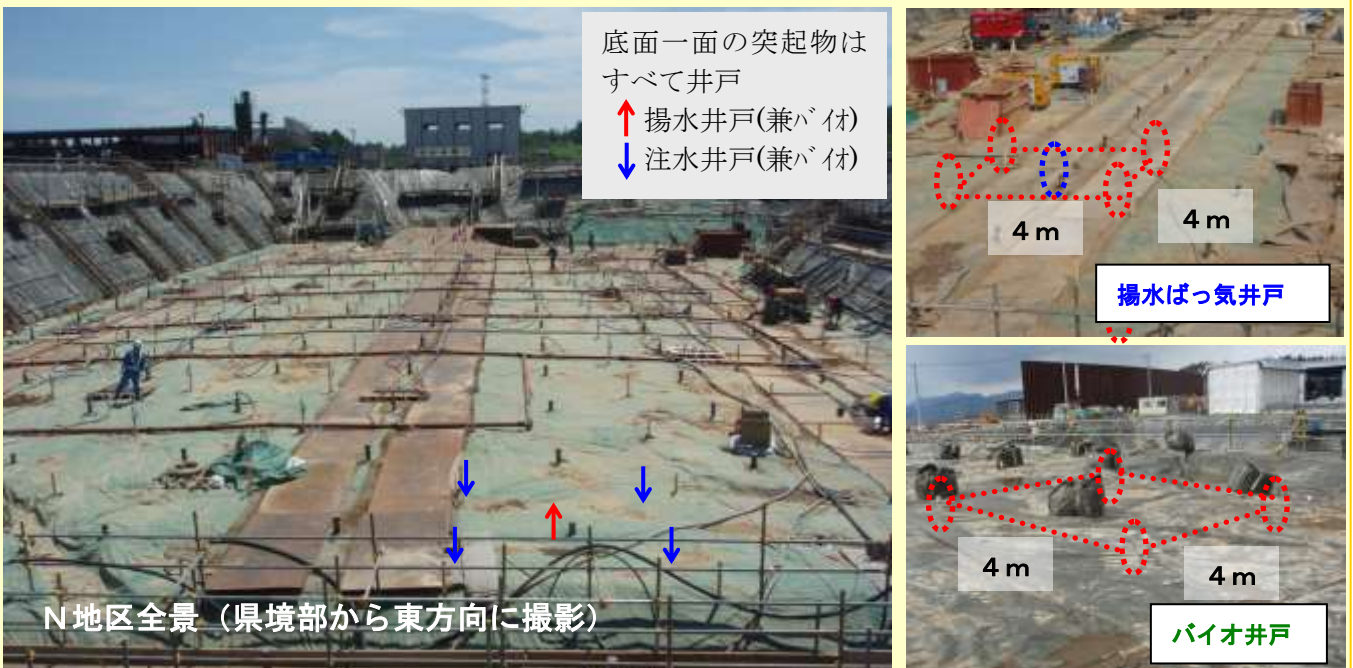 底面一面の突起物は
すべて井戸
揚水井戸(兼ﾊﾞｲｵ)
注水井戸(兼ﾊﾞｲｵ)
N地区全景（県境部から東方向に撮影）
4ｍ
4ｍ
揚水ばっ気井戸
4ｍ
4ｍ
バイオ井戸